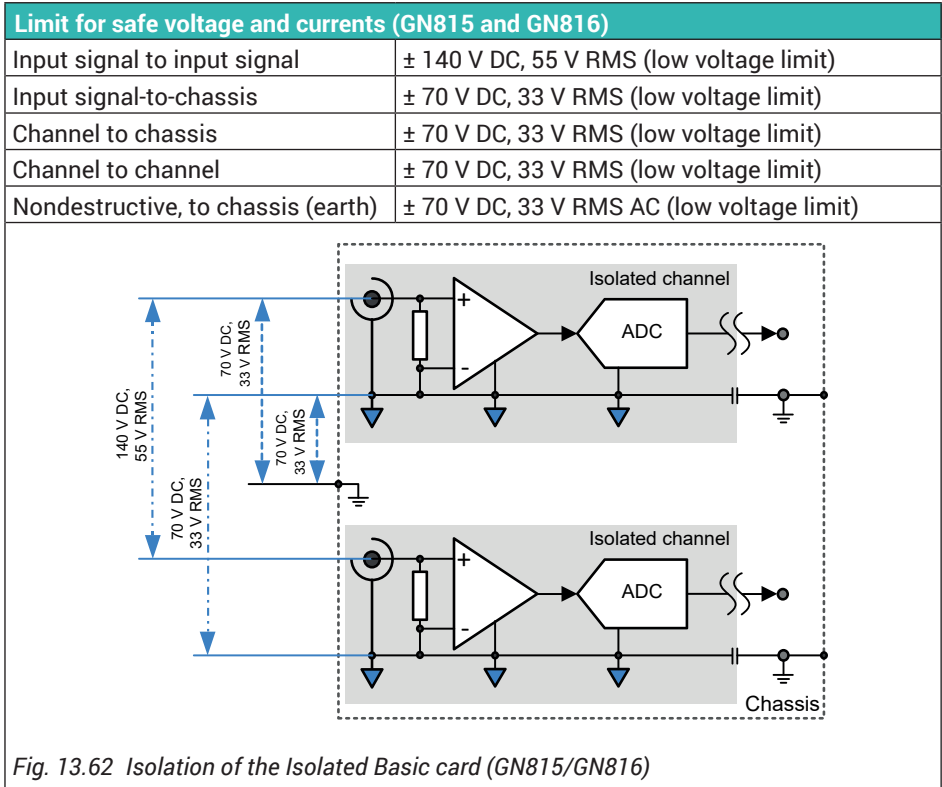 Limit for safe voltage and currents (GN815 and GN816)
Input signal to input signal ± 140 V DC, 55 V RMS (low voltage limit)
Input signal-to-chassis ± 70 V DC, 33 V RMS (low voltage limit)
Channel to chassis ± 70 V DC, 33 V RMS (low voltage limit)
Channel to channel ± 70 V DC, 33 V RMS (low voltage limit)
Nondestructive, to chassis (earth) ± 70 V DC, 33 V RMS AC (low voltage limit)
Isolated channel
+
-
ADC
70 V DC,
33 V RMS
70 V DC,
33 V RMS
140 V DC,
55 V RMS
70 V DC,
33 V RMS
Isolated channel
+
-
ADC
Chassis
Fig. 13.62 Isolation of the Isolated Basic card (GN815/GN816)